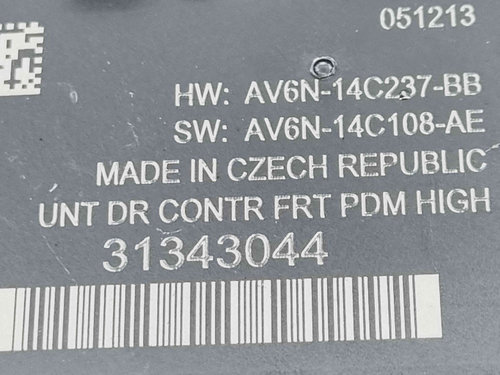 051213
HW: AV6N-14C237-BB
SW: AV6N-14C108-AE
MADE IN CZECH REPUBLIC
UNT DR CONTR FRT PDM HIGH
31343044